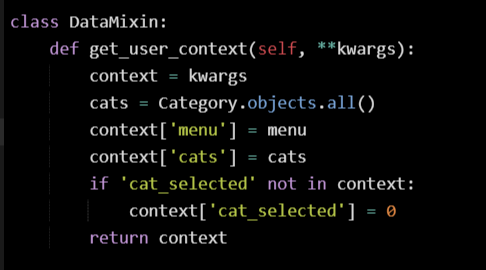 class DataMixin:
    def get_user_context(self, **kwargs):
        context = kwargs
        cats = Category.objects.all()
        context['menu'] = menu
        context['cats'] = cats
        if 'cat_selected' not in context:
            context['cat_selected'] = 0
        return context